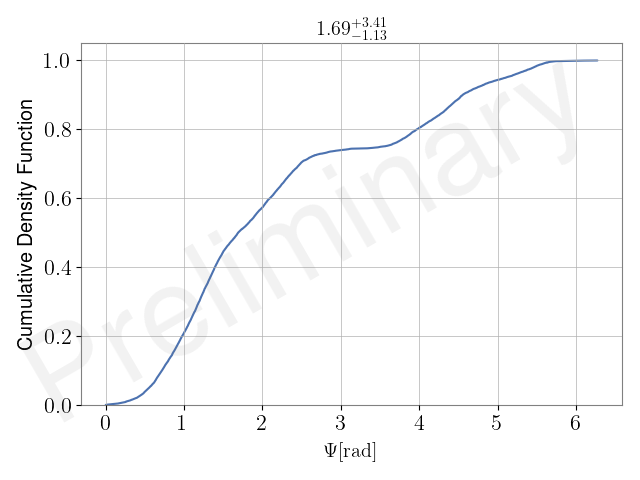 1.69^{+3.41}_{-1.13}
Cumulative Density Function
1.0
0.8
0.6
0.4
0.2
0.0
0 1 2 3 4 5 6
Ψ[rad]
Preliminary